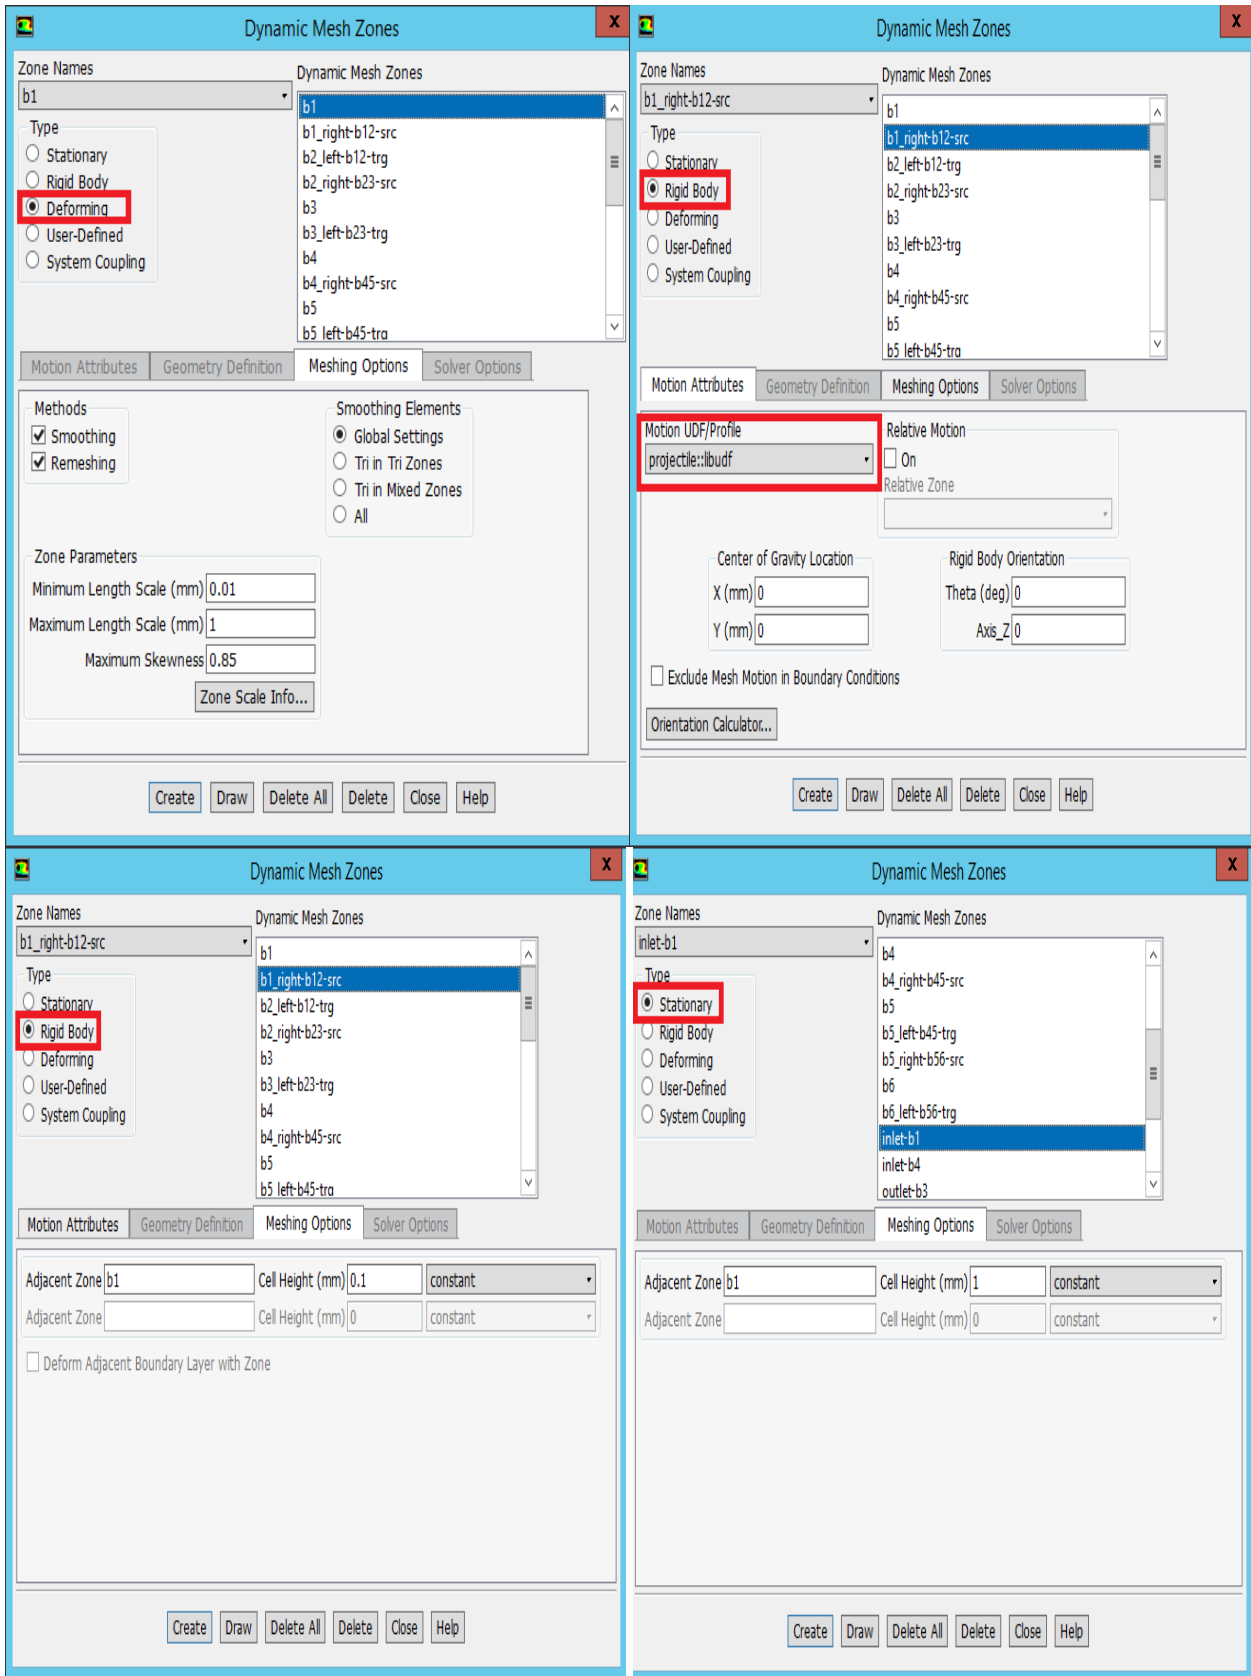 Dynamic Mesh Zones
X
Zone Names
b1
Dynamic Mesh Zones
b1
b1_right-b12-src
b2_left-b12-trg
b2_right-b23-src
b3
b3_left-b23-trg
b4
b4_right-b45-src
b5
b5_left-b45-trg
Type
Stationary
Rigid Body
Deforming
User-Defined
System Coupling
Motion Attributes
Geometry Definition
Meshing Options
Solver Options
Methods
Smoothing
Remeshing
Smoothing Elements
Global Settings
Tri in Tri Zones
Tri in Mixed Zones
All
Zone Parameters
Minimum Length Scale (mm) 0.01
Maximum Length Scale (mm) 1
Maximum Skewness 0.85
Zone Scale Info...
Create Draw Delete All Delete Close Help
Dynamic Mesh Zones
X
Zone Names
b1_right-b12-src
Dynamic Mesh Zones
b1
b1_right-b12-src
b2_left-b12-trg
b2_right-b23-src
b3
b3_left-b23-trg
b4
b4_right-b45-src
b5
b5_left-b45-trg
Type
Stationary
Rigid Body
Deforming
User-Defined
System Coupling
Motion Attributes
Geometry Definition
Meshing Options
Solver Options
Motion UDF/Profile
projectile::libudf
Relative Motion
On
Relative Zone
Center of Gravity Location
X (mm) 0
Y (mm) 0
Rigid Body Orientation
Theta (deg) 0
Axis_Z 0
Exclude Mesh Motion in Boundary Conditions
Orientation Calculator...
Create Draw Delete All Delete Close Help
Dynamic Mesh Zones
X
Zone Names
b1_right-b12-src
Dynamic Mesh Zones
b1
b1_right-b12-src
b2_left-b12-trg
b2_right-b23-src
b3
b3_left-b23-trg
b4
b4_right-b45-src
b5
b5_left-b45-trg
Type
Stationary
Rigid Body
Deforming
User-Defined
System Coupling
Motion Attributes
Geometry Definition
Meshing Options
Solver Options
Adjacent Zone b1 Cell Height (mm) 0.1 constant
Adjacent Zone Cell Height (mm) 0 constant
Deform Adjacent Boundary Layer with Zone
Create Draw Delete All Delete Close Help
Dynamic Mesh Zones
X
Zone Names
inlet-b1
Dynamic Mesh Zones
b4
b4_right-b45-src
b5
b5_left-b45-trg
b5_right-b56-src
b6
b6_left-b56-trg
inlet-b1
inlet-b4
outlet-b3
Type
Stationary
Rigid Body
Deforming
User-Defined
System Coupling
Motion Attributes
Geometry Definition
Meshing Options
Solver Options
Adjacent Zone b1 Cell Height (mm) 1 constant
Adjacent Zone Cell Height (mm) 0 constant
Create Draw Delete All Delete Close Help